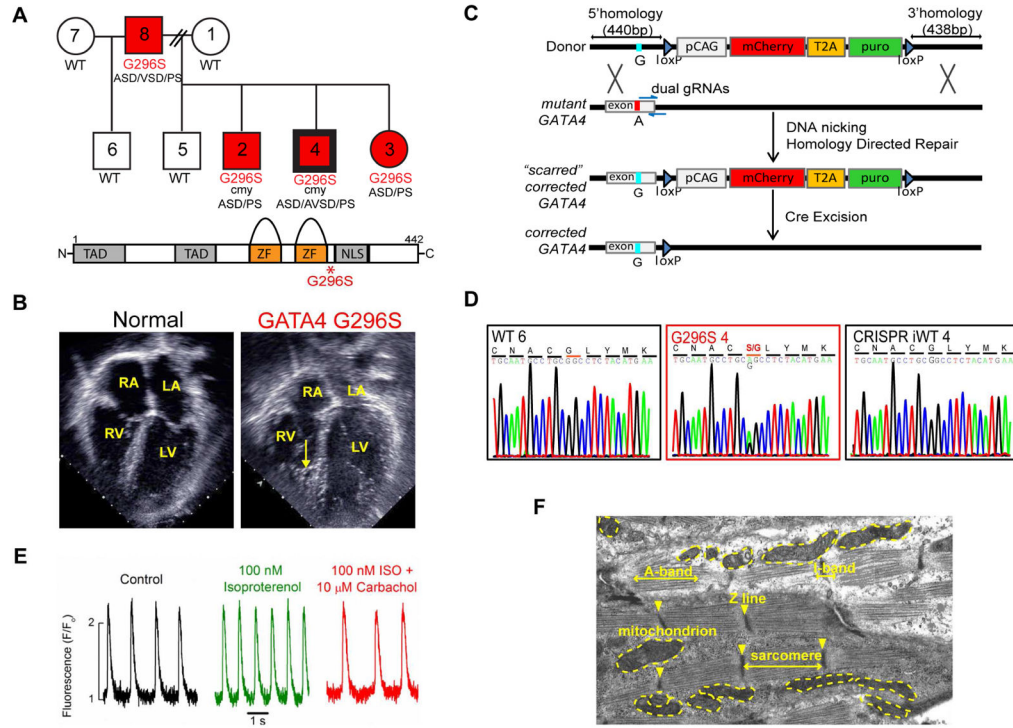 A
7
8
1
WT
G296S
ASD/VSD/PS
WT
6
5
2
4
3
WT
WT
G296S
cmy
ASD/PS
G296S
cmy
ASD/AVSD/PS
G296S
ASD/PS
1
442
N
TAD
TAD
ZF
ZF
NLS
C
*
G296S
B
Normal
GATA4 G296S
RA
LA
RV
LV
RA
LA
RV
LV
C
5'homology
(440bp)
3'homology
(438bp)
Donor
G
loxP
pCAG
mCherry
T2A
puro
loxP
dual gRNAs
mutant
GATA4
exon
A
DNA nicking
Homology Directed Repair
"scarred"
corrected
GATA4
exon
G
loxP
pCAG
mCherry
T2A
puro
loxP
Cre Excision
corrected
GATA4
exon
G
loxP
D
WT 6
C N A C G L Y M K
TGCAATGCCTGCGGCCTCTACATGAA
G296S 4
C N A C S/G L Y M K
TGCAATGCCTGCAGCCTCTACATGAA
G
CRISPR iWT 4
C N A C G L Y M K
TGCAATGCCTGCGGCCTCTACATGAA
E
Control
100 nM
Isoproterenol
100 nM ISO +
10 µM Carbachol
Fluorescence (F/F₀)
2
1
1 s
F
A-band
I-band
Z line
mitochondrion
sarcomere